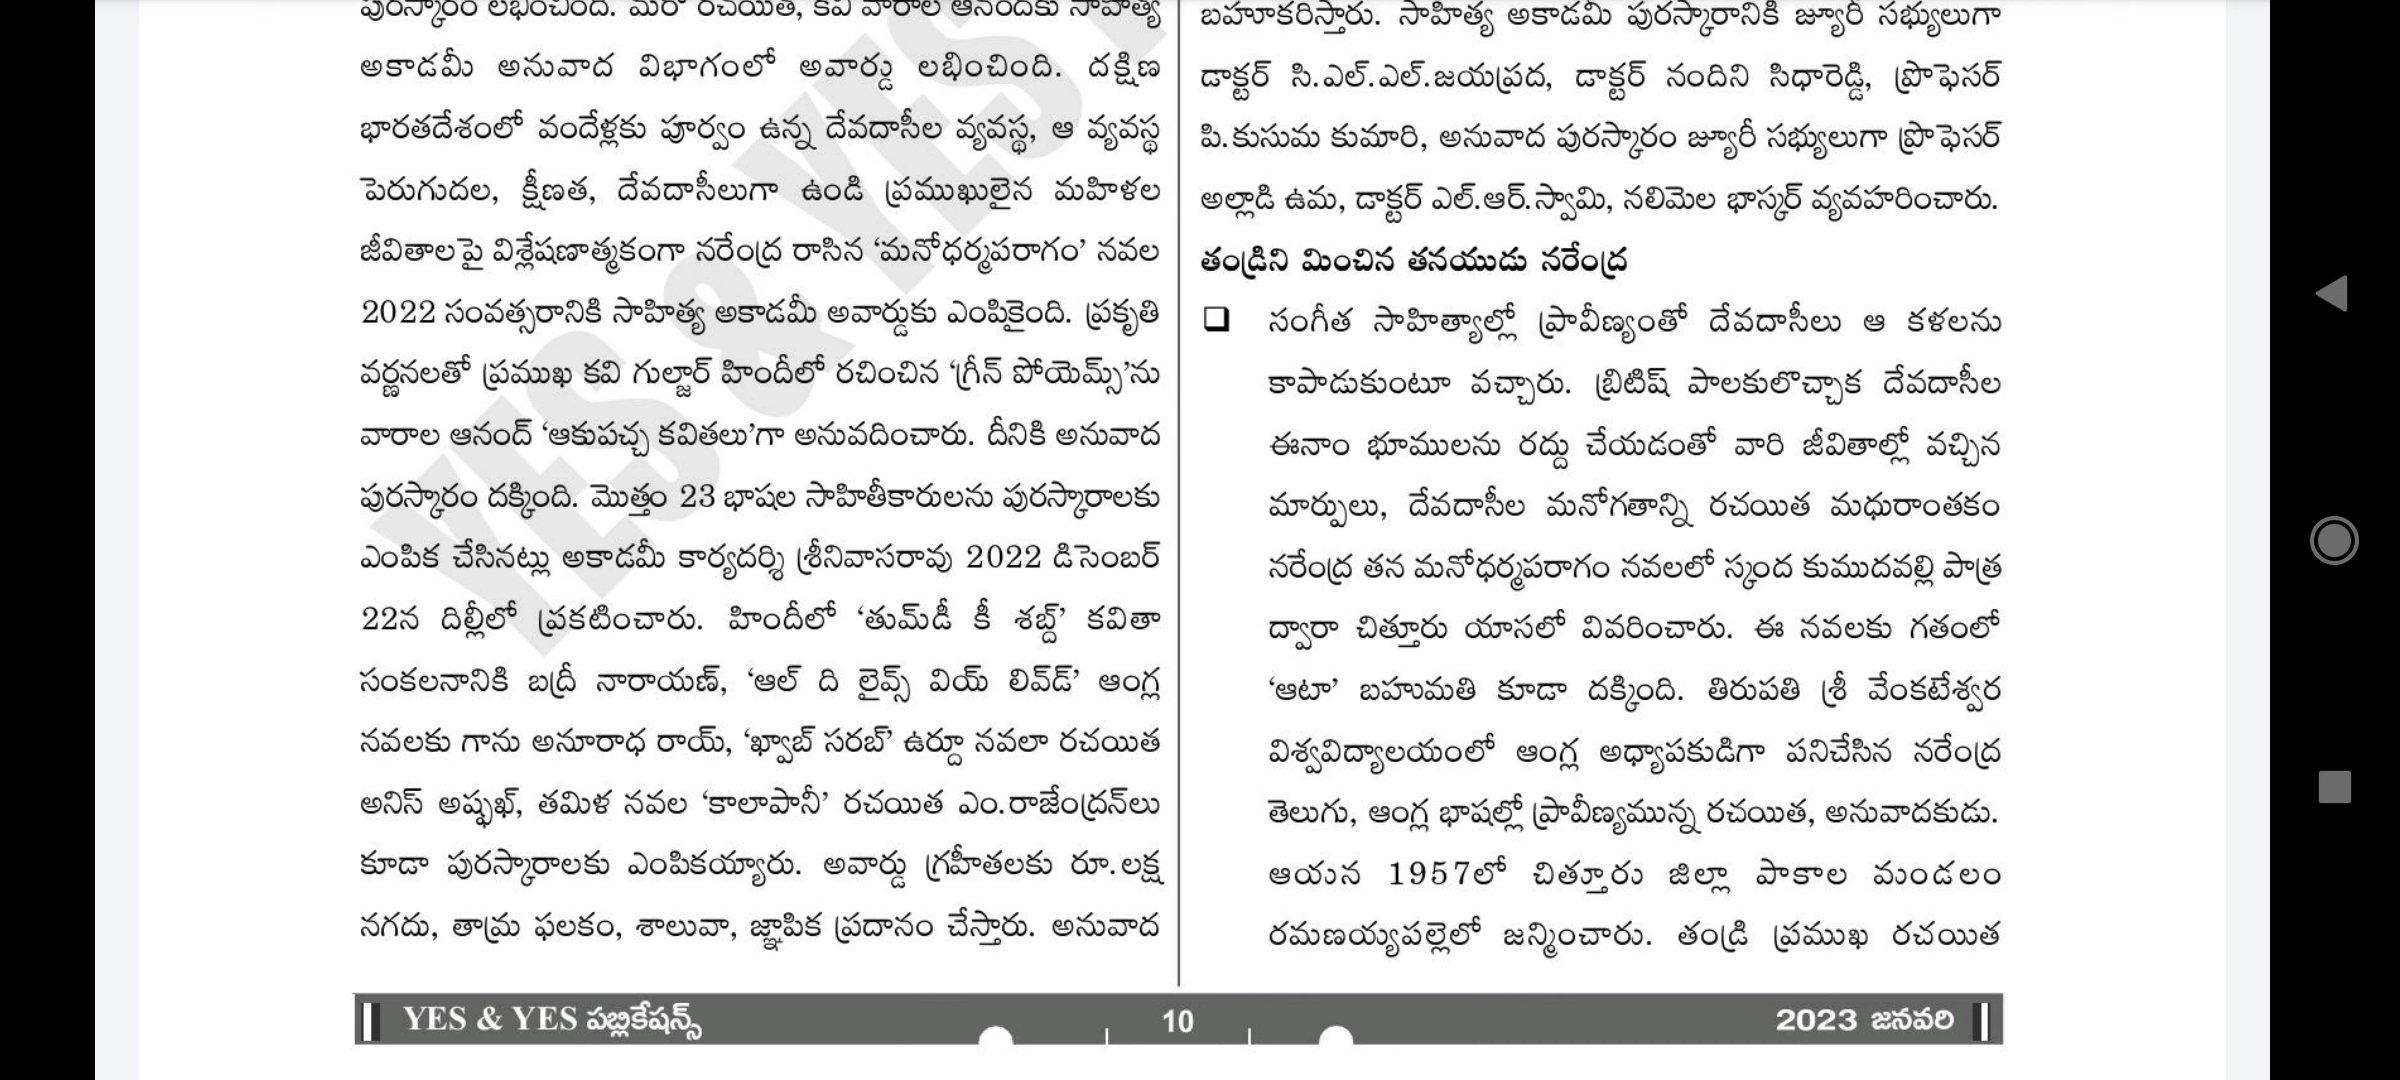 పురస్కారం లభించింది. మరో రచయిత, కవి వారాల ఆనంద్‌కు సాహిత్య
అకాడమీ అనువాద విభాగంలో అవార్డు లభించింది. దక్షిణ
భారతదేశంలో వందేళ్లకు పూర్వం ఉన్న దేవదాసీల వ్యవస్థ, ఆ వ్యవస్థ
పెరుగుదల, క్షీణత, దేవదాసీలుగా ఉండి ప్రముఖులైన మహిళల
జీవితాలపై విశ్లేషణాత్మకంగా నరేంద్ర రాసిన ‘మనోధర్మపరాగం’ నవల
2022 సంవత్సరానికి సాహిత్య అకాడమీ అవార్డుకు ఎంపికైంది. ప్రకృతి
వర్ణనలతో ప్రముఖ కవి గుల్జార్ హిందీలో రచించిన ‘గ్రీన్ పోయెమ్స్’ను
వారాల ఆనంద్ ‘ఆకుపచ్చ కవితలు’గా అనువదించారు. దీనికి అనువాద
పురస్కారం దక్కింది. మొత్తం 23 భాషల సాహితీకారులను పురస్కారాలకు
ఎంపిక చేసినట్లు అకాడమీ కార్యదర్శి శ్రీనివాసరావు 2022 డిసెంబర్
22న దిల్లీలో ప్రకటించారు. హిందీలో ‘తుమ్‌డీ కీ శబ్ద్’ కవితా
సంకలనానికి బద్రీ నారాయణ్, ‘ఆల్ ది లైవ్స్ వియ్ లివ్‌డ్’ ఆంగ్ల
నవలకు గాను అనూరాధ రాయ్, ‘ఖ్వాబ్ సరబ్’ ఉర్దూ నవలా రచయిత
అనిస్ అష్ఫఖ్, తమిళ నవల ‘కాలాపానీ’ రచయిత ఎం.రాజేంద్రన్‌లు
కూడా పురస్కారాలకు ఎంపికయ్యారు. అవార్డు గ్రహీతలకు రూ.లక్ష
నగదు, తామ్ర ఫలకం, శాలువా, జ్ఞాపిక ప్రదానం చేస్తారు. అనువాద
బహూకరిస్తారు. సాహిత్య అకాడమీ పురస్కారానికి జ్యూరీ సభ్యులుగా
డాక్టర్ సి.ఎల్.ఎల్.జయప్రద, డాక్టర్ నందిని సిధారెడ్డి, ప్రొఫెసర్
పి.కుసుమ కుమారి, అనువాద పురస్కారం జ్యూరీ సభ్యులుగా ప్రొఫెసర్
అల్లాడి ఉమ, డాక్టర్ ఎల్.ఆర్.స్వామి, నలిమెల భాస్కర్ వ్యవహరించారు.
తండ్రిని మించిన తనయుడు నరేంద్ర
❑ సంగీత సాహిత్యాల్లో ప్రావీణ్యంతో దేవదాసీలు ఆ కళలను
కాపాడుకుంటూ వచ్చారు. బ్రిటిష్ పాలకులొచ్చాక దేవదాసీల
ఈనాం భూములను రద్దు చేయడంతో వారి జీవితాల్లో వచ్చిన
మార్పులు, దేవదాసీల మనోగతాన్ని రచయిత మధురాంతకం
నరేంద్ర తన మనోధర్మపరాగం నవలలో స్కంద కుముదవల్లి పాత్ర
ద్వారా చిత్తూరు యాసలో వివరించారు. ఈ నవలకు గతంలో
‘ఆటా’ బహుమతి కూడా దక్కింది. తిరుపతి శ్రీ వేంకటేశ్వర
విశ్వవిద్యాలయంలో ఆంగ్ల అధ్యాపకుడిగా పనిచేసిన నరేంద్ర
తెలుగు, ఆంగ్ల భాషల్లో ప్రావీణ్యమున్న రచయిత, అనువాదకుడు.
ఆయన 1957లో చిత్తూరు జిల్లా పాకాల మండలం
రమణయ్యపల్లెలో జన్మించారు. తండ్రి ప్రముఖ రచయిత
YES & YES పబ్లికేషన్స్ 10 2023 జనవరి
YES & YES